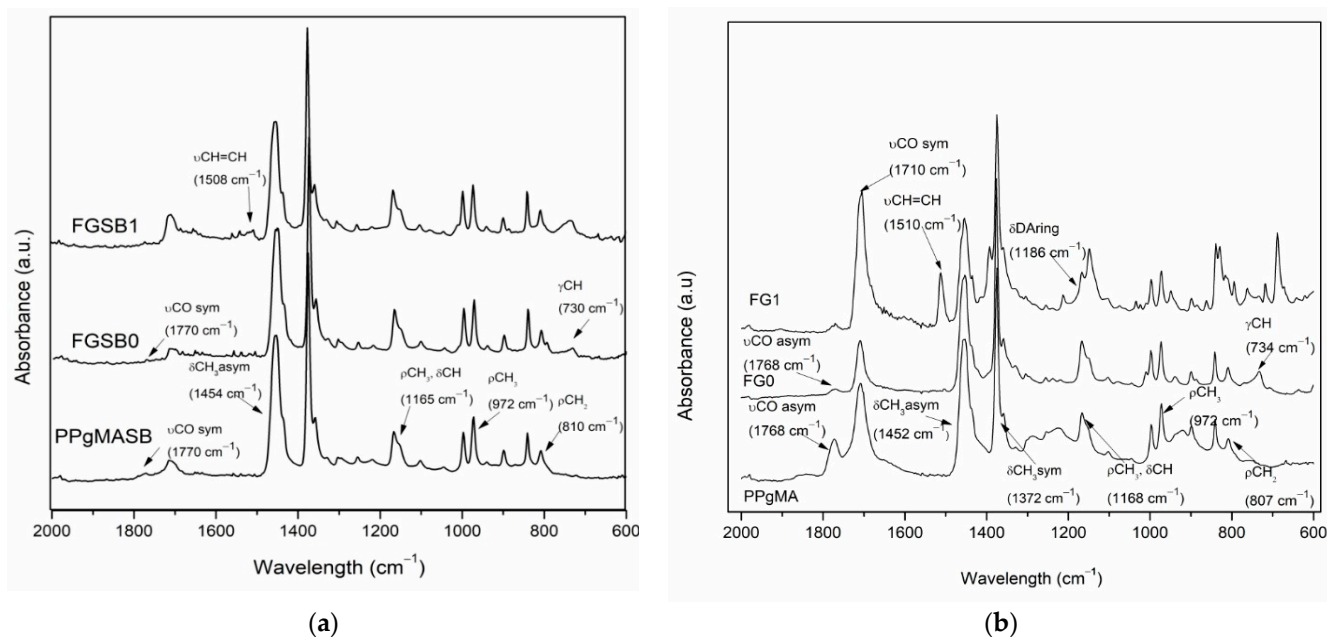 Absorbance (a.u.)
υCH=CH
(1508 cm⁻¹)
FGSB1
υCO sym
(1770 cm⁻¹)
FGSB0
γCH
(730 cm⁻¹)
δCH₃asym
(1454 cm⁻¹)
ρCH₃, δCH
(1165 cm⁻¹)
ρCH₃
(972 cm⁻¹)
ρCH₂
(810 cm⁻¹)
υCO sym
(1770 cm⁻¹)
PPgMASB
2000 1800 1600 1400 1200 1000 800 600
Wavelength (cm⁻¹)
(a)
Absorbance (a.u)
υCO sym
(1710 cm⁻¹)
υCH=CH
(1510 cm⁻¹)
δDAring
(1186 cm⁻¹)
FG1
υCO asym
(1768 cm⁻¹)
FG0
γCH
(734 cm⁻¹)
υCO asym
(1768 cm⁻¹)
δCH₃asym
(1452 cm⁻¹)
ρCH₃
(972 cm⁻¹)
PPgMA
δCH₃sym
(1372 cm⁻¹)
ρCH₃, δCH
(1168 cm⁻¹)
ρCH₂
(807 cm⁻¹)
2000 1800 1600 1400 1200 1000 800 600
Wavelength (cm⁻¹)
(b)